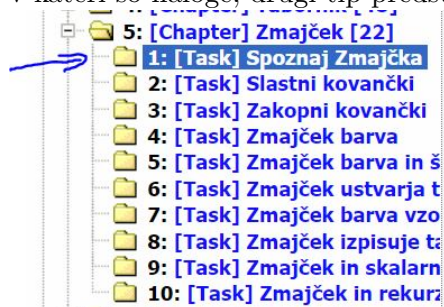 5: [Chapter] Zmajček [22]
1: [Task] Spoznaj Zmajčka
2: [Task] Slastni kovančki
3: [Task] Zakopni kovančki
4: [Task] Zmajček barva
5: [Task] Zmajček barva in š
6: [Task] Zmajček ustvarja t
7: [Task] Zmajček barva vzo
8: [Task] Zmajček izpisuje ta
9: [Task] Zmajček in skalarn
10: [Task] Zmajček in rekurz